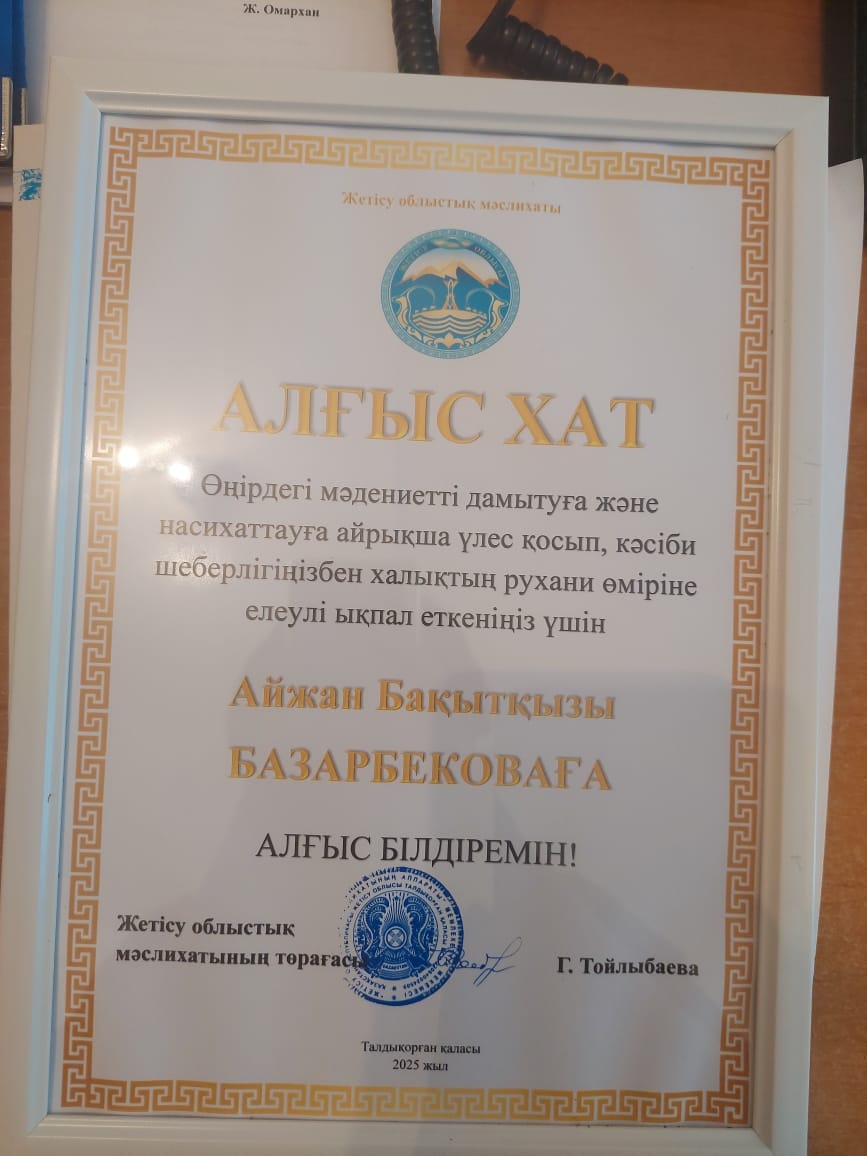 Ж. Омархан
Жетісу облыстық мәслихаты
АЛҒЫС ХАТ
Өңірдегі мәдениетті дамытуға және
насихаттауға айрықша үлес қосып, кәсіби
шеберлігіңізбен халықтың рухани өміріне
елеулі ықпал еткеніңіз үшін
Айжан Бақытқызы
БАЗАРБЕКОВАҒА
АЛҒЫС БІЛДІРЕМІН!
Жетісу облыстық
мәслихатының төрағасы
Г. Тойлыбаева
Талдықорған қаласы
2025 жыл